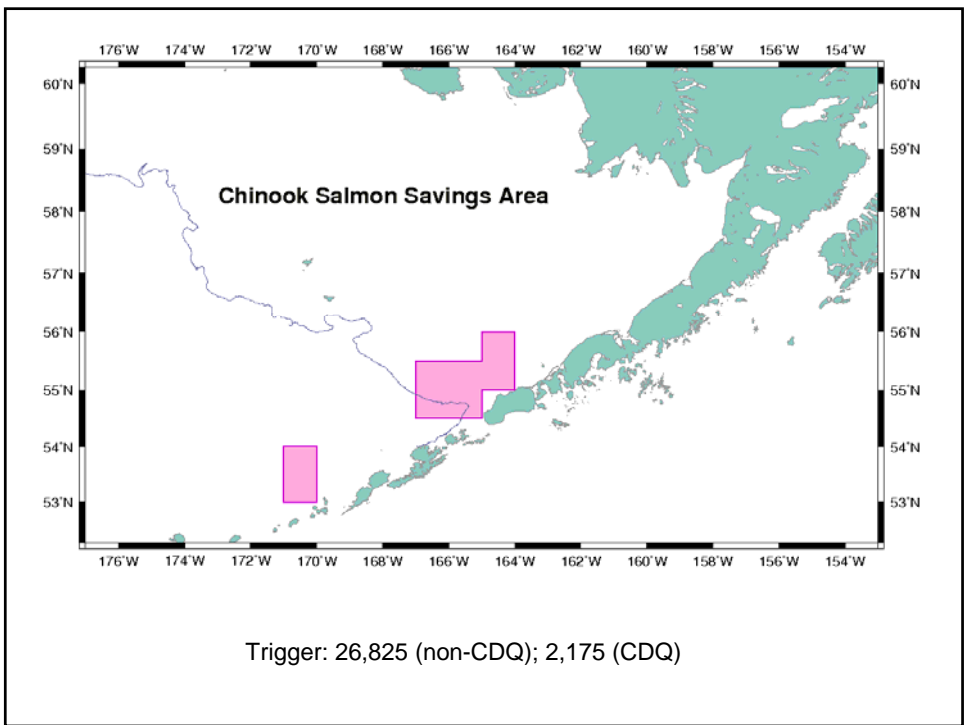 176˚W 174˚W 172˚W 170˚W 168˚W 166˚W 164˚W 162˚W 160˚W 158˚W 156˚W 154˚W
60˚N 60˚N
59˚N 59˚N
Chinook Salmon Savings Area
58˚N 58˚N
57˚N 57˚N
56˚N 56˚N
55˚N 55˚N
54˚N 54˚N
53˚N 53˚N
176˚W 174˚W 172˚W 170˚W 168˚W 166˚W 164˚W 162˚W 160˚W 158˚W 156˚W 154˚W
Trigger: 26,825 (non-CDQ); 2,175 (CDQ)